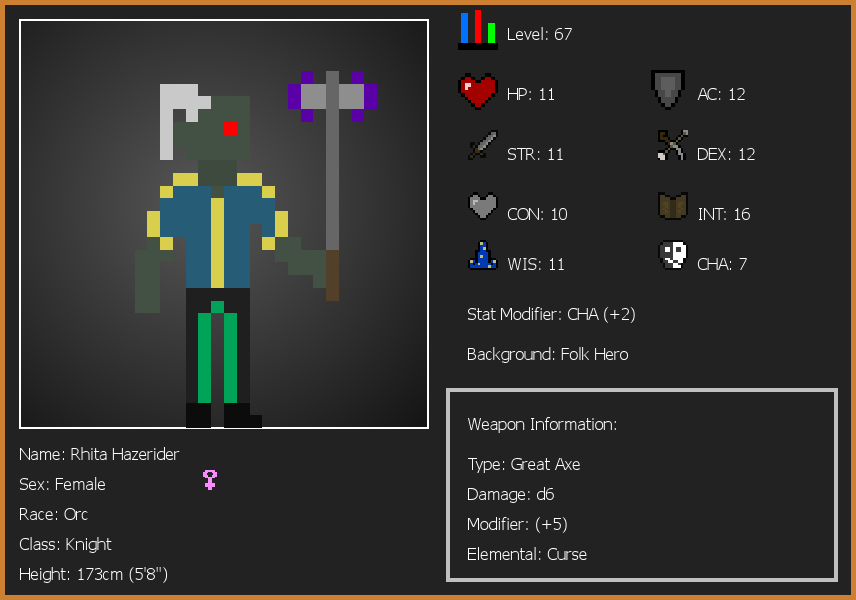 Level: 67
HP: 11
AC: 12
STR: 11
DEX: 12
CON: 10
INT: 16
WIS: 11
CHA: 7
Stat Modifier: CHA (+2)
Background: Folk Hero
Weapon Information:
Type: Great Axe
Damage: d6
Modifier: (+5)
Elemental: Curse
Name: Rhita Hazerider
Sex: Female
Race: Orc
Class: Knight
Height: 173cm (5'8")